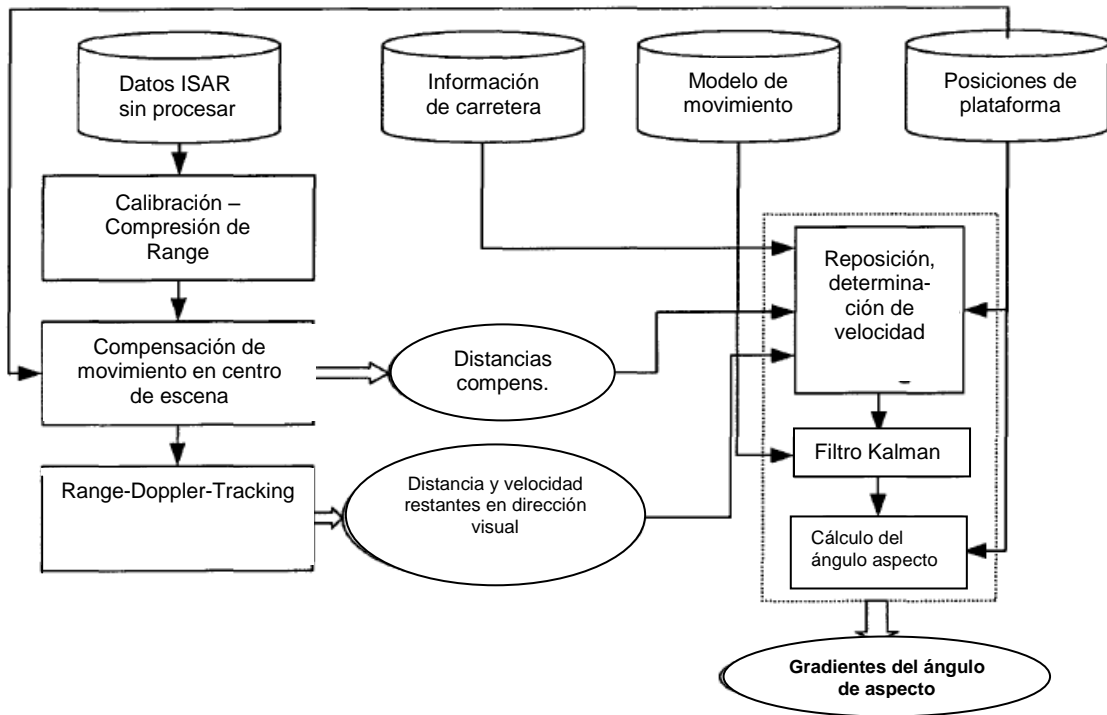 Datos ISAR
sin procesar
Información
de carretera
Modelo de
movimiento
Posiciones de
plataforma
Calibración –
Compresión de
Range
Reposición,
determina-
ción de
velocidad
Compensación de
movimiento en centro
de escena
Distancias
compens.
Filtro Kalman
Range-Doppler-Tracking
Distancia y velocidad
restantes en dirección
visual
Cálculo del
ángulo aspecto
Gradientes del ángulo
de aspecto